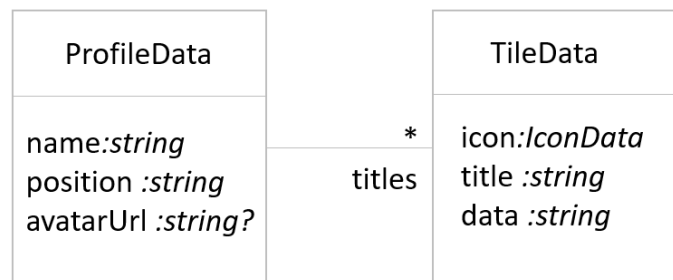 ProfileData
name:string
position :string
avatarUrl :string?
*
titles
TileData
icon:IconData
title :string
data :string